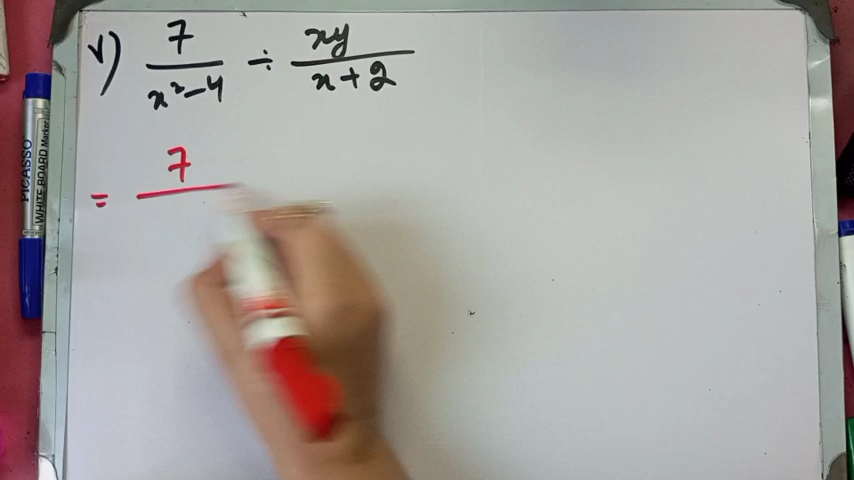 v) 7/(x²-4) ÷ xy/(x+2)
= 7
PICASSO
WHITE BOARD Marker